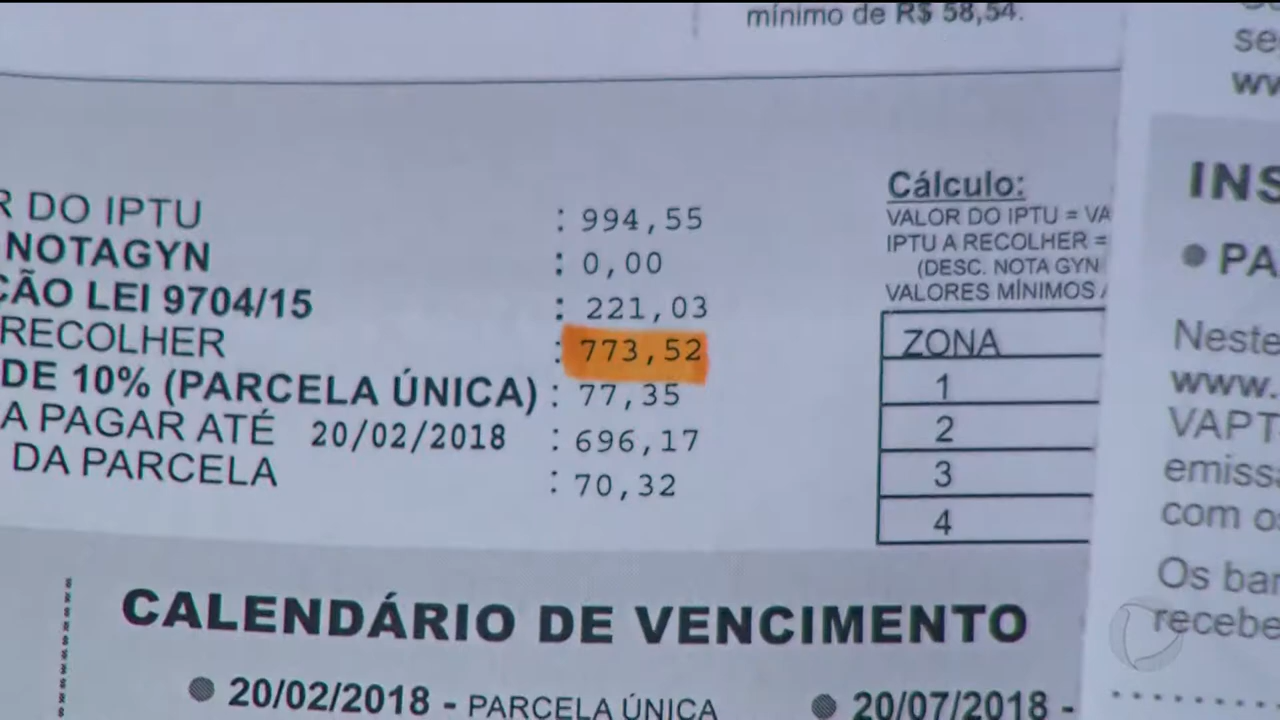 mínimo de R$ 58,54.
R DO IPTU : 994,55
NOTAGYN : 0,00
ÇÃO LEI 9704/15 : 221,03
RECOLHER : 773,52
DE 10% (PARCELA ÚNICA) : 77,35
A PAGAR ATÉ 20/02/2018 : 696,17
DA PARCELA : 70,32
Cálculo:
VALOR DO IPTU = VA
IPTU A RECOLHER =
(DESC. NOTA GYN
VALORES MÍNIMOS
ZONA
1
2
3
4
CALENDÁRIO DE VENCIMENTO
● 20/02/2018 - PARCELA ÚNICA
● 20/07/2018 -
se
ww
INS
● PA
Neste
www.
VAPT
emiss
com o
Os ban
recebe